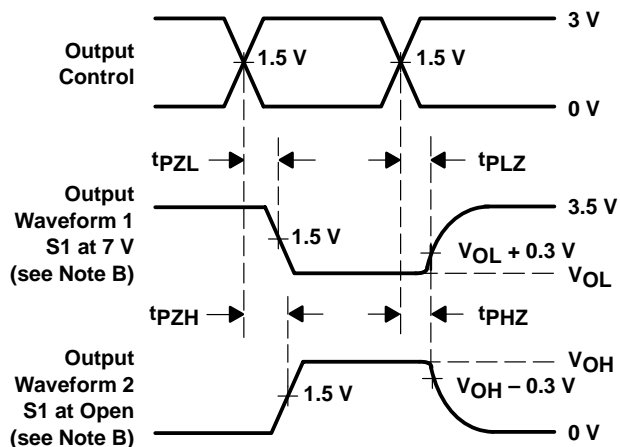 Output
Control
1.5 V
1.5 V
3 V
0 V
tPZL
tPLZ
Output
Waveform 1
S1 at 7 V
(see Note B)
1.5 V
3.5 V
VOL + 0.3 V
VOL
tPZH
tPHZ
Output
Waveform 2
S1 at Open
(see Note B)
1.5 V
VOH
VOH − 0.3 V
0 V